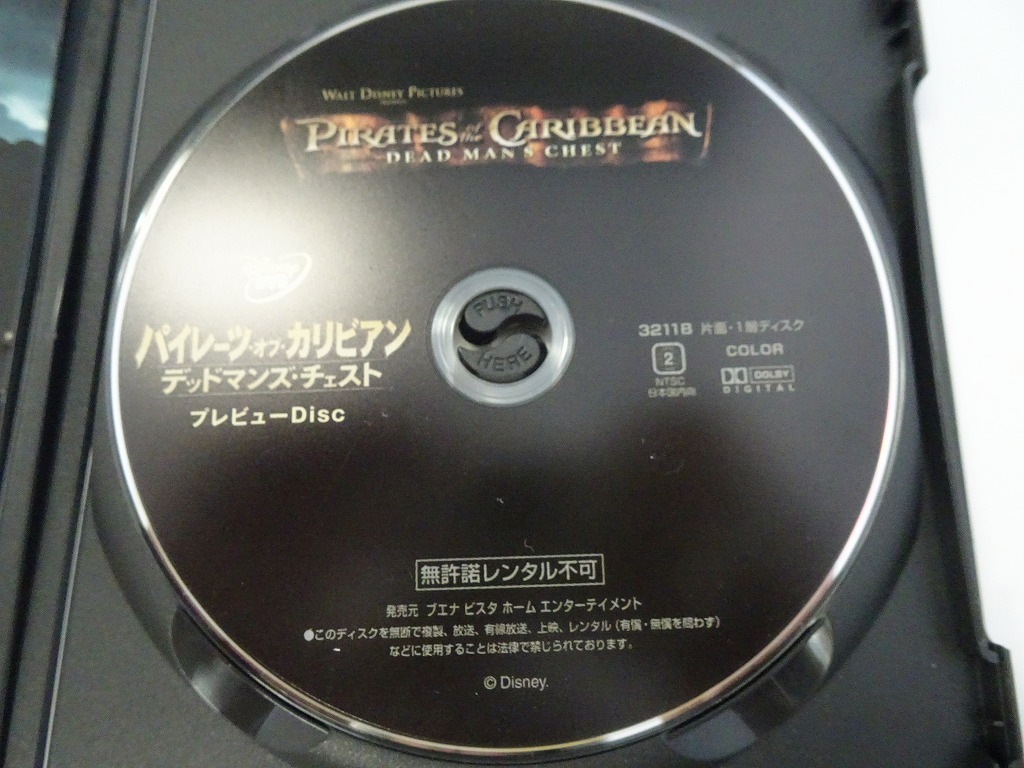 WALT DISNEY PICTURES
PIRATES of the CARIBBEAN
DEAD MAN'S CHEST
パイレーツ・オブ・カリビアン
デッドマンズ・チェスト
プレビューDisc
PUSH
HERE
32118 片面・1層ディスク
2
COLOR
NTSC
日本国内向
DOLBY
DIGITAL
無許諾レンタル不可
発売元 ブエナ ビスタ ホーム エンターテイメント
●このディスクを無断で複製、放送、有線放送、上映、レンタル(有償・無償を問わず)
などに使用することは法律で禁じられております。
© Disney.